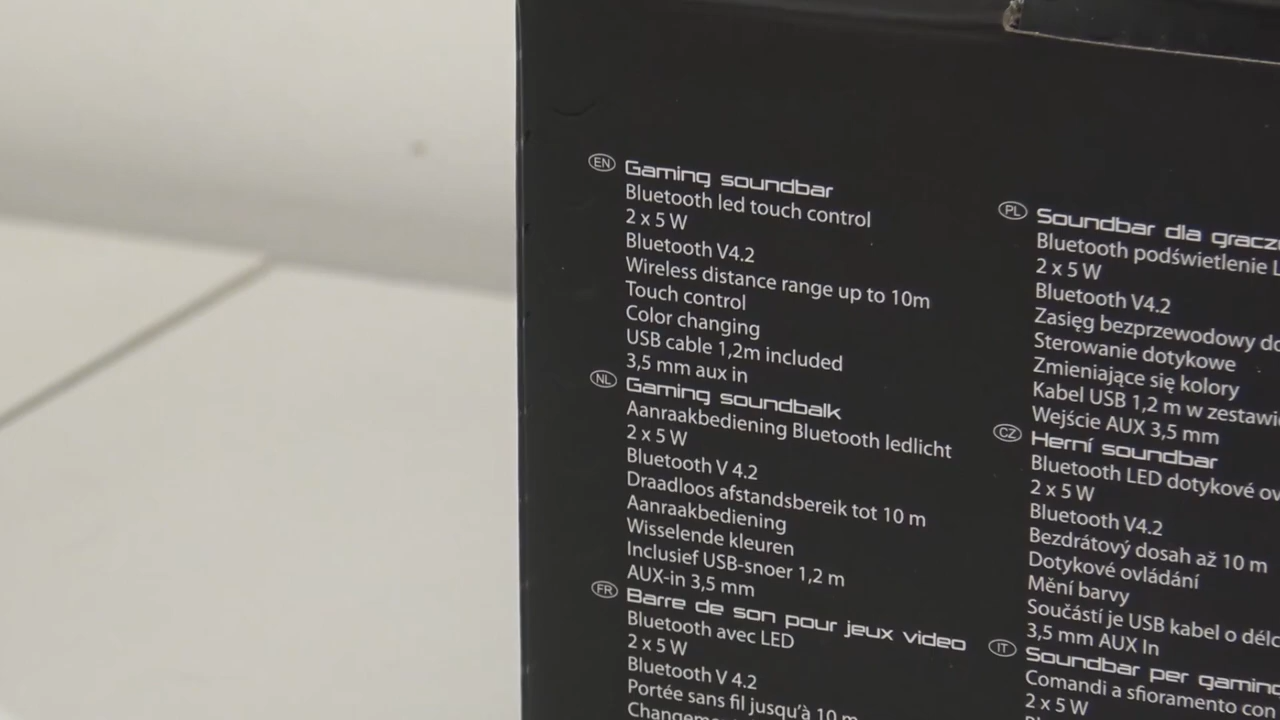 EN Gaming soundbar
Bluetooth led touch control
2 x 5 W
Bluetooth V4.2
Wireless distance range up to 10m
Touch control
Color changing
USB cable 1,2m included
3,5 mm aux in
NL Gaming soundbalk
Aanraakbediening Bluetooth ledlicht
2 x 5 W
Bluetooth V 4.2
Draadloos afstandsbereik tot 10 m
Aanraakbediening
Wisselende kleuren
Inclusief USB-snoer 1,2 m
AUX-in 3,5 mm
FR Barre de son pour jeux video
Bluetooth avec LED
2 x 5 W
Bluetooth V 4.2
Portée sans fil jusqu'à 10 m
PL Soundbar dla
Bluetooth podświetlenie
2 x 5 W
Bluetooth V4.2
Zasięg bezprzewodowy
Sterowanie dotykowe
Zmieniające się kolory
Kabel USB 1,2 m w
Wejście AUX 3,5 mm
CZ Herní soundbar
Bluetooth LED dotykové
2 x 5 W
Bluetooth V4.2
Bezdrátový dosah až 10 m
Dotykové ovládání
Mění barvy
Součástí je USB kabel o
3,5 mm AUX In
IT Soundbar per
Comandi a sfioramento con
2 x 5 W